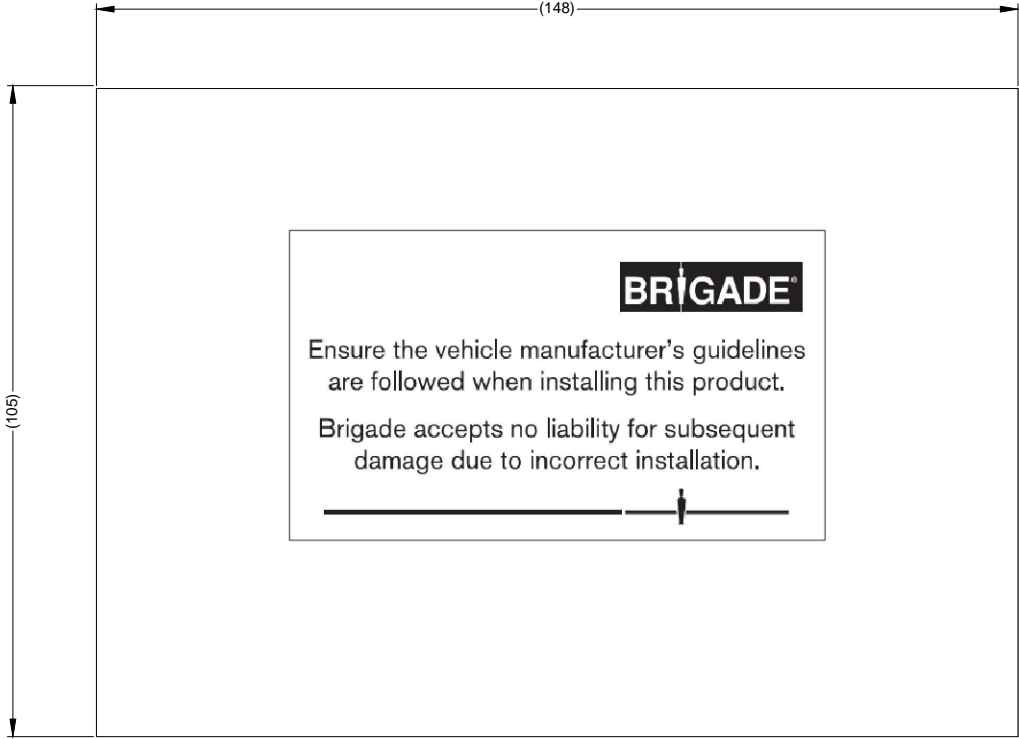 (148)
(105)
BRIGADE®
Ensure the vehicle manufacturer's guidelines
are followed when installing this product.
Brigade accepts no liability for subsequent
damage due to incorrect installation.